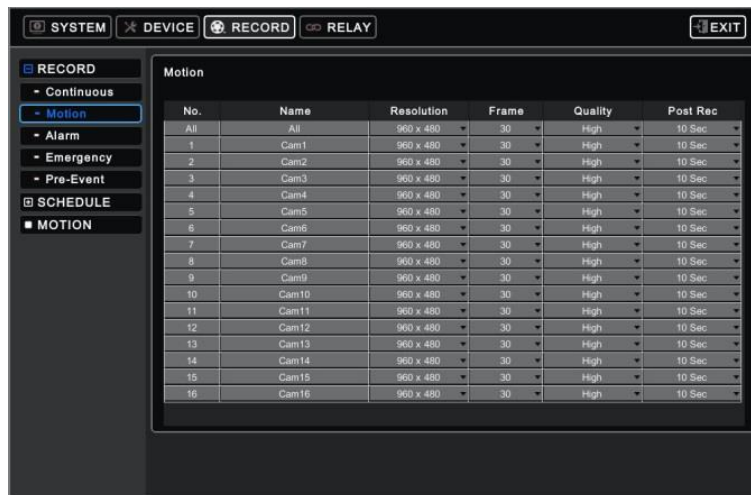 SYSTEM DEVICE RECORD RELAY EXIT
RECORD
- Continuous
- Motion
- Alarm
- Emergency
- Pre-Event
SCHEDULE
MOTION
Motion
No. Name Resolution Frame Quality Post Rec
All All 960 x 480 30 High 10 Sec
1 Cam1 960 x 480 30 High 10 Sec
2 Cam2 960 x 480 30 High 10 Sec
3 Cam3 960 x 480 30 High 10 Sec
4 Cam4 960 x 480 30 High 10 Sec
5 Cam5 960 x 480 30 High 10 Sec
6 Cam6 960 x 480 30 High 10 Sec
7 Cam7 960 x 480 30 High 10 Sec
8 Cam8 960 x 480 30 High 10 Sec
9 Cam9 960 x 480 30 High 10 Sec
10 Cam10 960 x 480 30 High 10 Sec
11 Cam11 960 x 480 30 High 10 Sec
12 Cam12 960 x 480 30 High 10 Sec
13 Cam13 960 x 480 30 High 10 Sec
14 Cam14 960 x 480 30 High 10 Sec
15 Cam15 960 x 480 30 High 10 Sec
16 Cam16 960 x 480 30 High 10 Sec